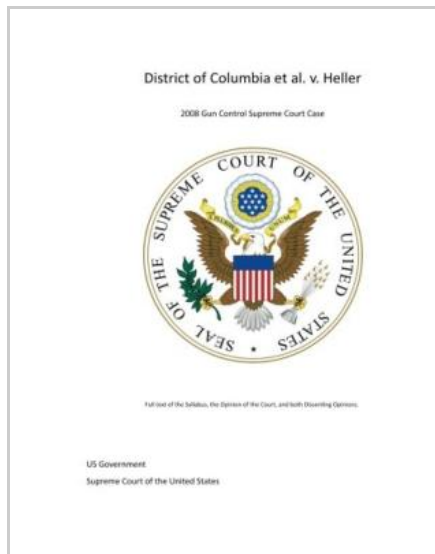 District of Columbia et al. v. Heller
2008 Gun Control Supreme Court Case
SEAL OF THE SUPREME COURT OF THE UNITED STATES
E PLURIBUS UNUM
Full text of the Syllabus, the Opinion of the Court, and both Dissenting Opinions.
US Government
Supreme Court of the United States